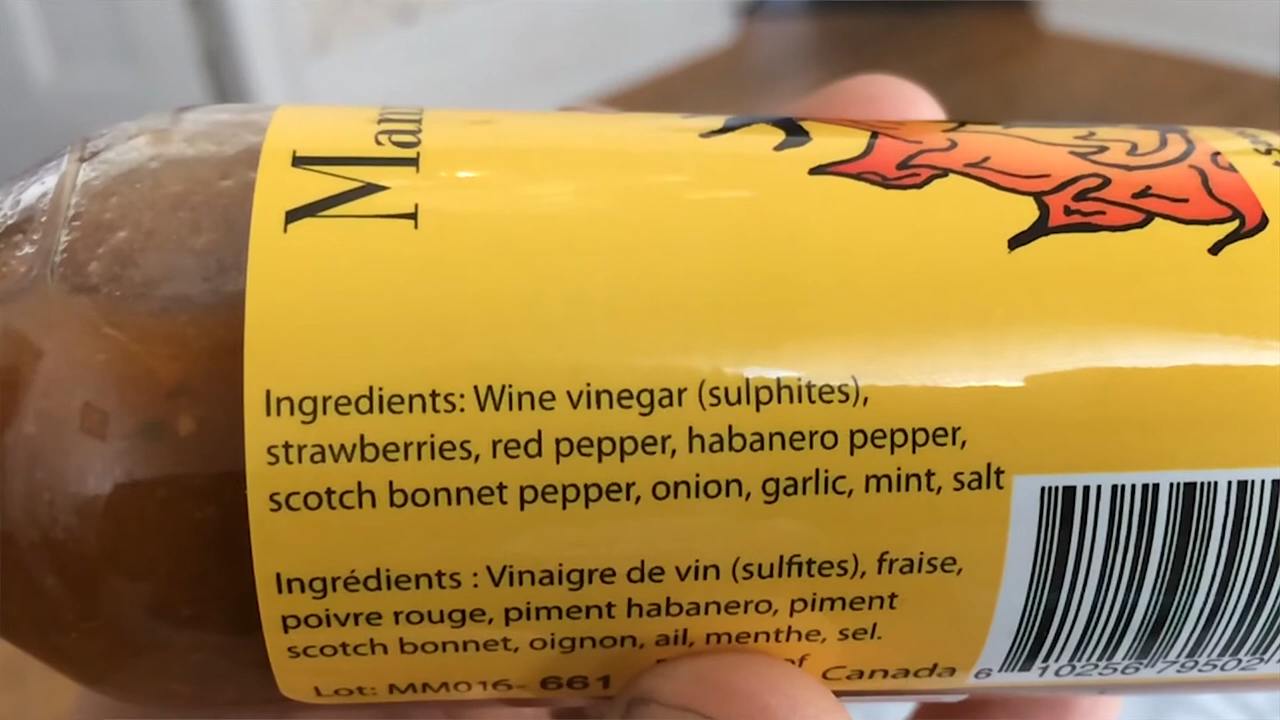 Ingredients: Wine vinegar (sulphites),
strawberries, red pepper, habanero pepper,
scotch bonnet pepper, onion, garlic, mint, salt
Ingrédients : Vinaigre de vin (sulfites), fraise,
poivre rouge, piment habanero, piment
scotch bonnet, oignon, ail, menthe, sel.
of Canada
Lot: MM016- 661
6 10256 79502